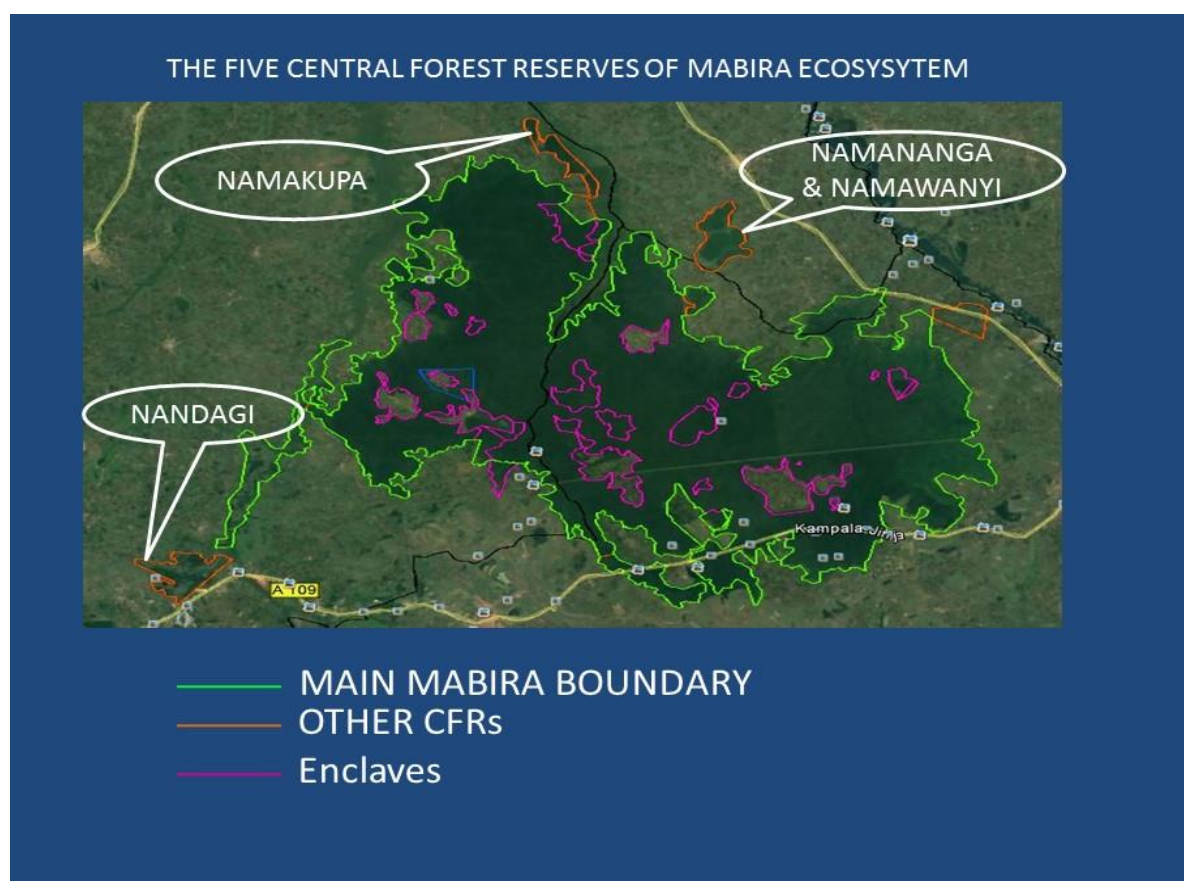 THE FIVE CENTRAL FOREST RESERVES OF MABIRA ECOSYSYTEM
NAMAKUPA
NAMANANGA
& NAMAWANYI
NANDAGI
Kampala-Jinja
A 109
MAIN MABIRA BOUNDARY
OTHER CFRs
Enclaves